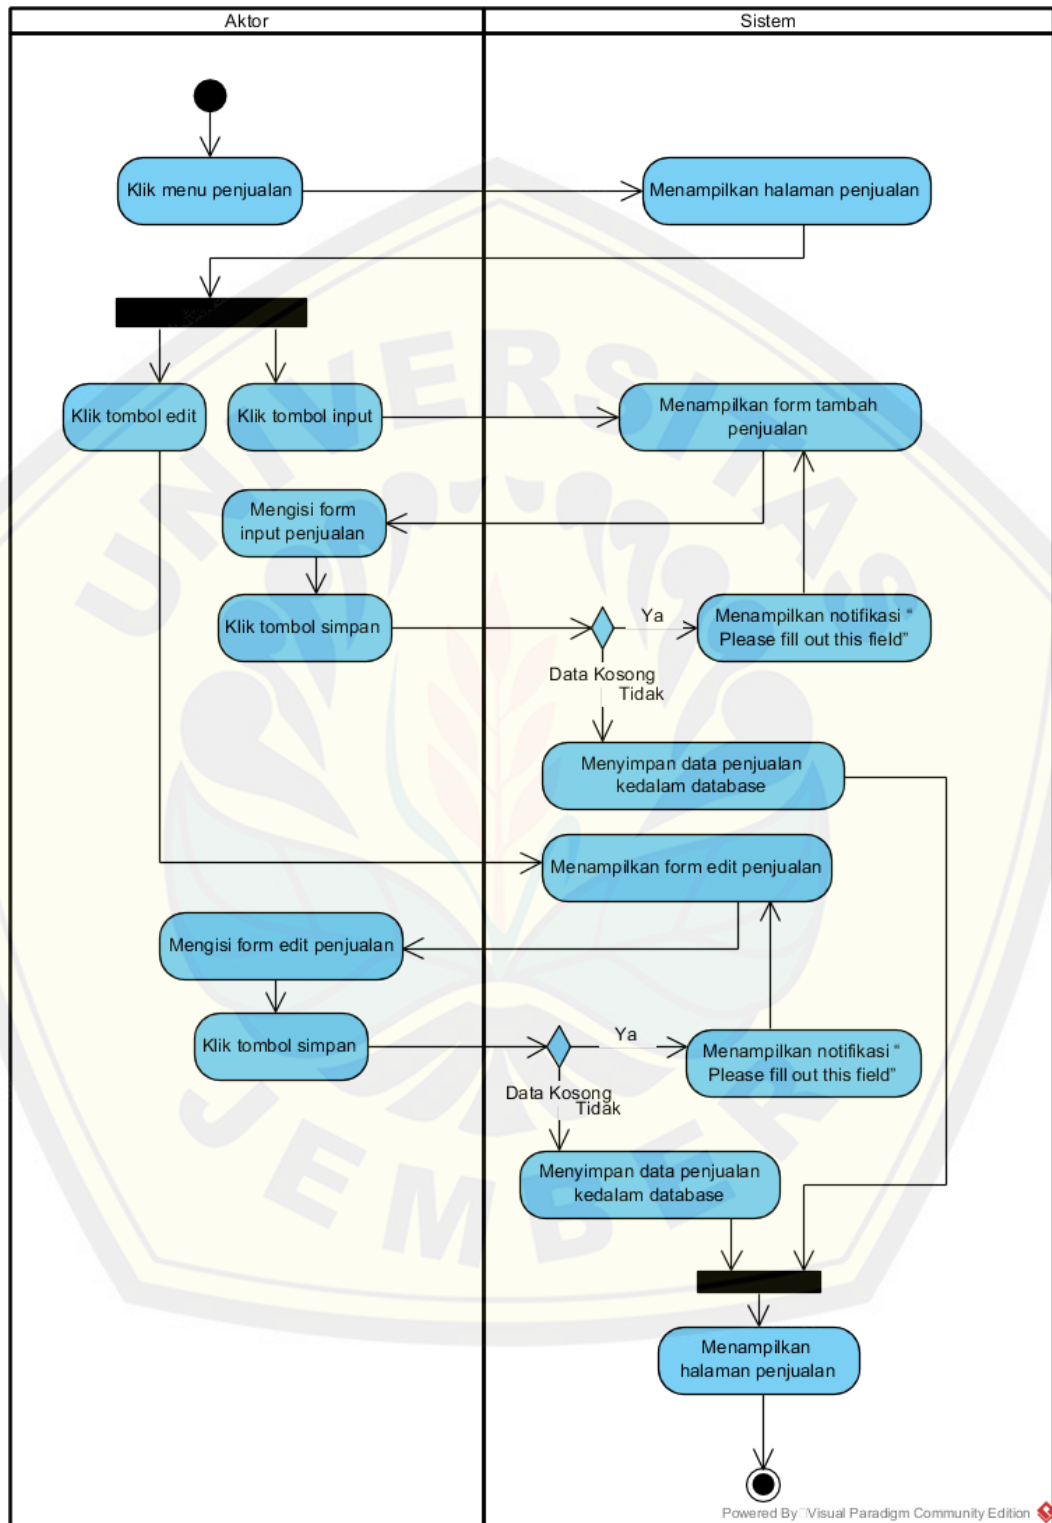 Aktor
Sistem
Klik menu penjualan
Menampilkan halaman penjualan
Klik tombol edit
Klik tombol input
Menampilkan form tambah
penjualan
Mengisi form
input penjualan
Klik tombol simpan
Ya
Menampilkan notifikasi “
Please fill out this field”
Data Kosong
Tidak
Menyimpan data penjualan
kedalam database
Menampilkan form edit penjualan
Mengisi form edit penjualan
Klik tombol simpan
Ya
Menampilkan notifikasi “
Please fill out this field”
Data Kosong
Tidak
Menyimpan data penjualan
kedalam database
Menampilkan
halaman penjualan
UNIVERSITAS
JEMBER
Powered By Visual Paradigm Community Edition